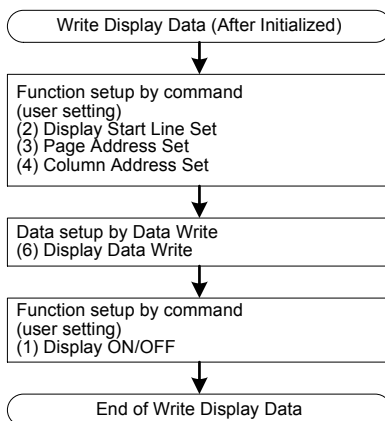 Write Display Data (After Initialized)
Function setup by command
(user setting)
(2) Display Start Line Set
(3) Page Address Set
(4) Column Address Set
Data setup by Data Write
(6) Display Data Write
Function setup by command
(user setting)
(1) Display ON/OFF
End of Write Display Data